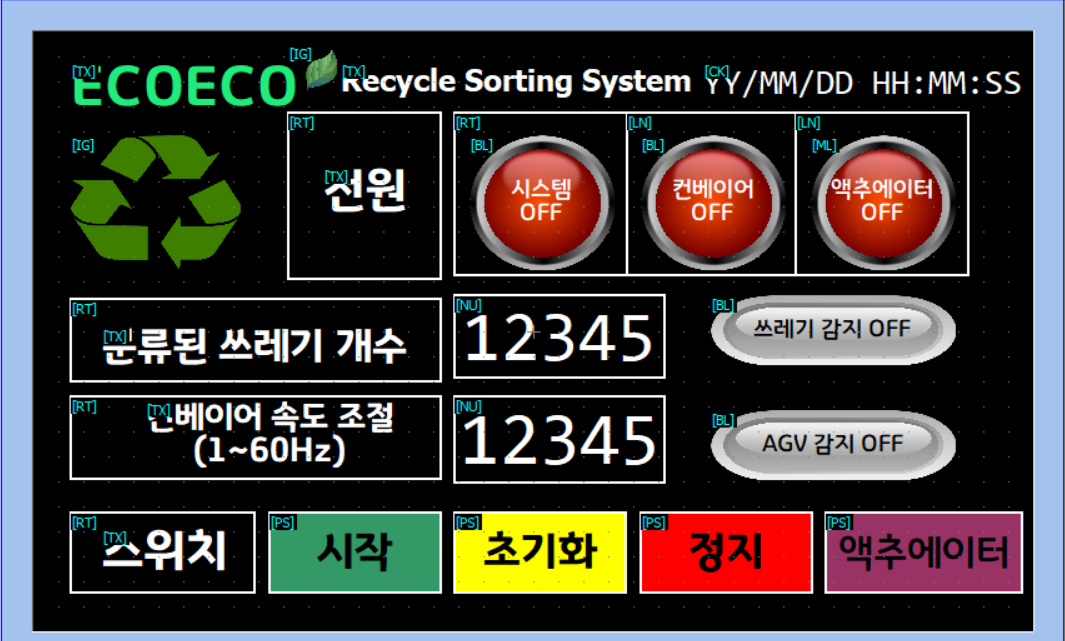 [TX] ECOECO [IG] [TX] Recycle Sorting System [CK] YY/MM/DD HH:MM:SS
[IG]
[RT]
[TX] 전원
[RT] [LN] [LN]
[BL] [BL] [ML]
시스템 컨베이어 액추에이터
OFF OFF OFF
[RT] [NU] [BL]
[TX] 분류된 쓰레기 개수 12345 쓰레기 감지 OFF
[RT] [NU] [BL]
[TX] 컨베이어 속도 조절
(1~60Hz) 12345 AGV 감지 OFF
[RT] [PS] [PS] [PS] [PS]
[TX] 스위치 시작 초기화 정지 액추에이터